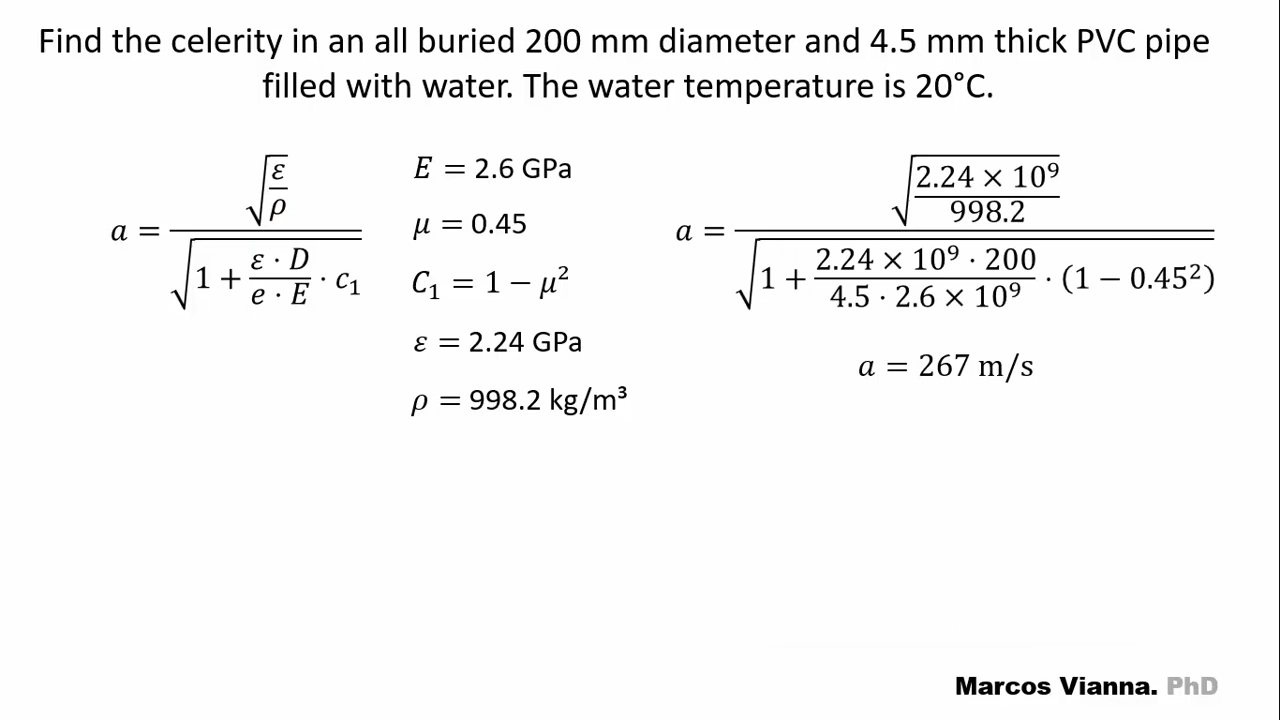 Find the celerity in an all buried 200 mm diameter and 4.5 mm thick PVC pipe
filled with water. The water temperature is 20°C.
a = √(ε/ρ) / √(1 + (ε · D)/(e · E) · c₁)
E = 2.6 GPa
μ = 0.45
C₁ = 1 − μ²
ε = 2.24 GPa
ρ = 998.2 kg/m³
a = √((2.24 × 10⁹)/998.2) / √(1 + (2.24 × 10⁹ · 200)/(4.5 · 2.6 × 10⁹) · (1 − 0.45²))
a = 267 m/s
Marcos Vianna. PhD